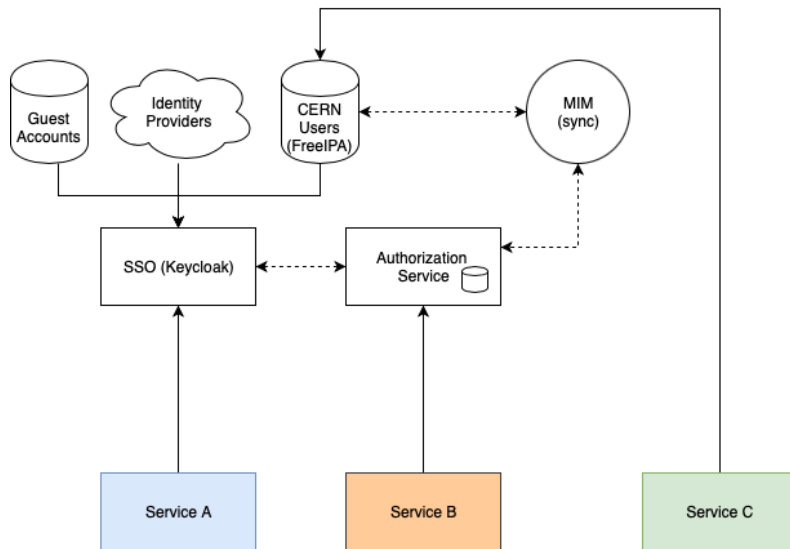 Guest
Accounts
Identity
Providers
CERN
Users
(FreeIPA)
MIM
(sync)
SSO (Keycloak)
Authorization
Service
Service A
Service B
Service C